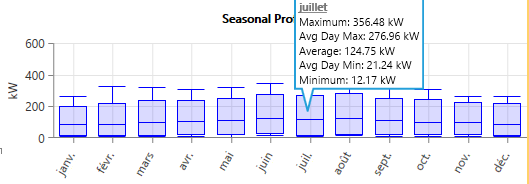 Seasonal Pro
juillet
Maximum: 356.48 kW
Avg Day Max: 276.96 kW
Average: 124.75 kW
Avg Day Min: 21.24 kW
Minimum: 12.17 kW
kW
600
400
200
0
janv.
févr.
mars
avr.
mai
juin
juil.
août
sept.
oct.
nov.
déc.